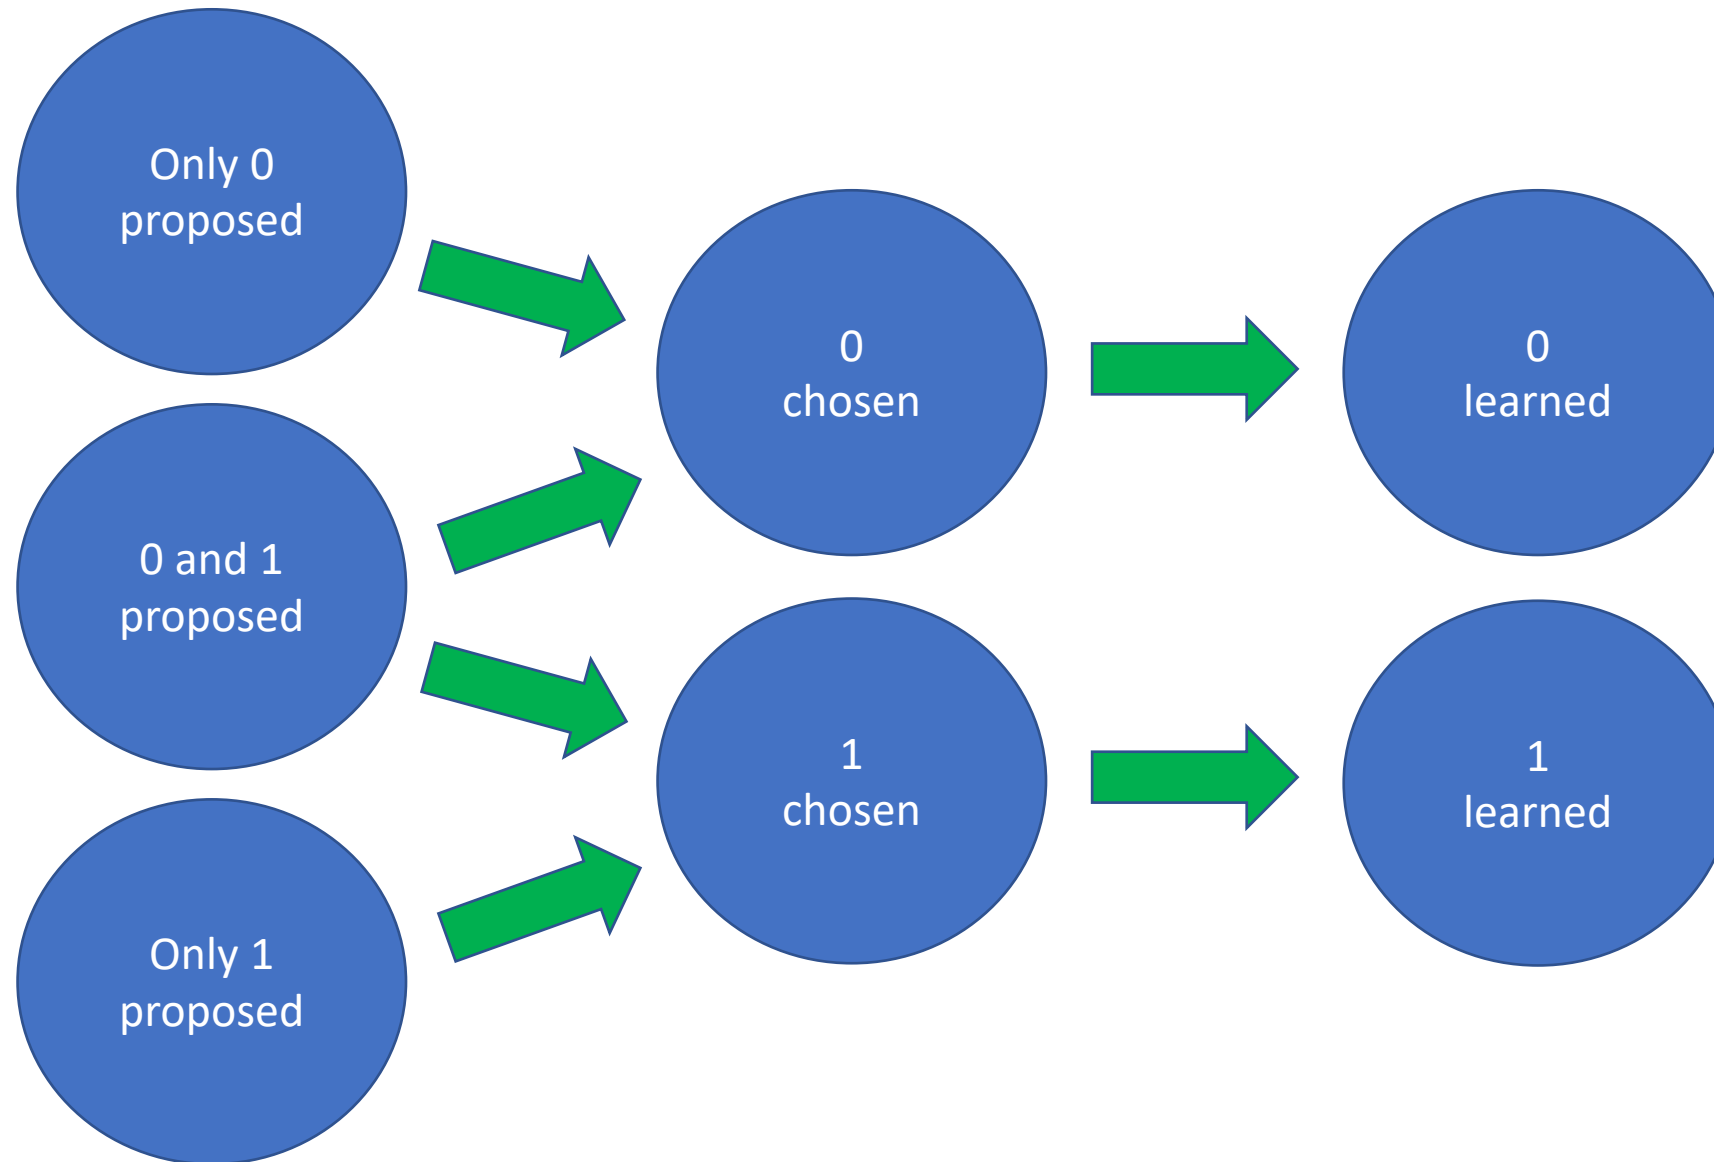 Only 0
proposed
0 and 1
proposed
Only 1
proposed
0
chosen
1
chosen
0
learned
1
learned